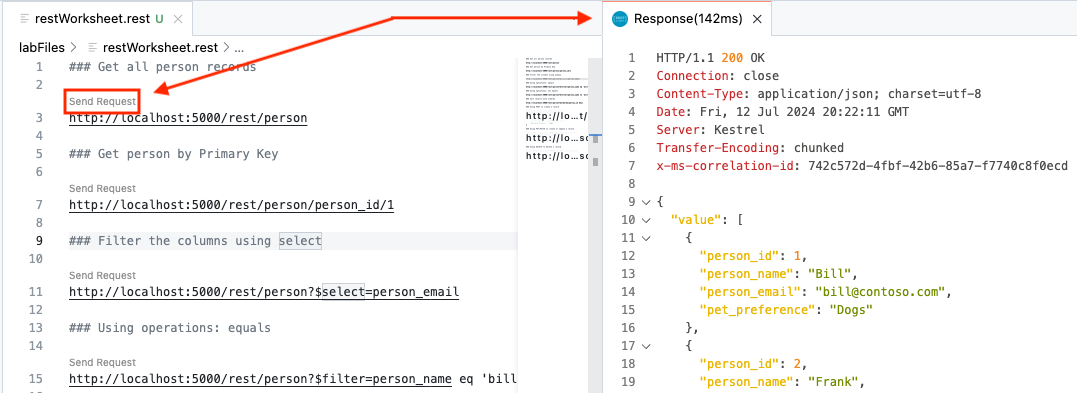 restWorksheet.rest U
labFiles > restWorksheet.rest > ...
1 ### Get all person records
2
Send Request
3 http://localhost:5000/rest/person
4
5 ### Get person by Primary Key
6
Send Request
7 http://localhost:5000/rest/person/person_id/1
8
9 ### Filter the columns using select
10
Send Request
11 http://localhost:5000/rest/person?$select=person_email
12
13 ### Using operations: equals
14
Send Request
15 http://localhost:5000/rest/person?$filter=person_name eq 'bill
http://lo…t/
http://lo…sc
http://lo…sc
Response(142ms)
1 HTTP/1.1 200 OK
2 Connection: close
3 Content-Type: application/json; charset=utf-8
4 Date: Fri, 12 Jul 2024 20:22:11 GMT
5 Server: Kestrel
6 Transfer-Encoding: chunked
7 x-ms-correlation-id: 742c572d-4fbf-42b6-85a7-f7740c8f0ecd
8
9 {
10 "value": [
11 {
12 "person_id": 1,
13 "person_name": "Bill",
14 "person_email": "bill@contoso.com",
15 "pet_preference": "Dogs"
16 },
17 {
18 "person_id": 2,
19 "person_name": "Frank",